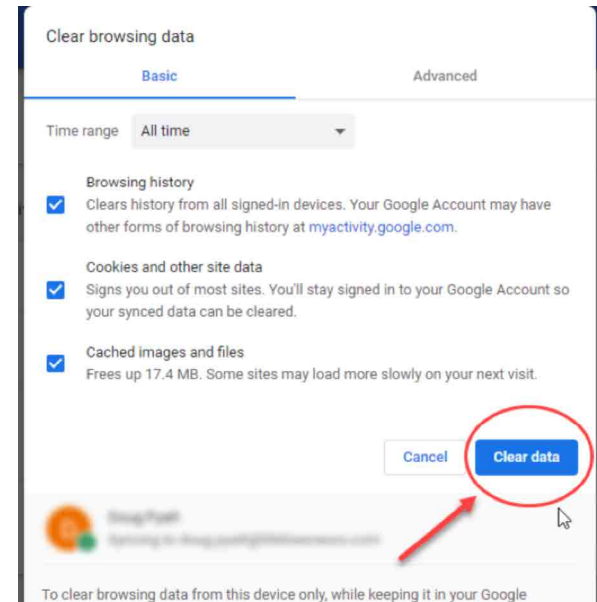 Clear browsing data
Basic
Advanced
Time range
All time
Browsing history
Clears history from all signed-in devices. Your Google Account may have
other forms of browsing history at myactivity.google.com.
Cookies and other site data
Signs you out of most sites. You'll stay signed in to your Google Account so
your synced data can be cleared.
Cached images and files
Frees up 17.4 MB. Some sites may load more slowly on your next visit.
Cancel
Clear data
To clear browsing data from this device only, while keeping it in your Google